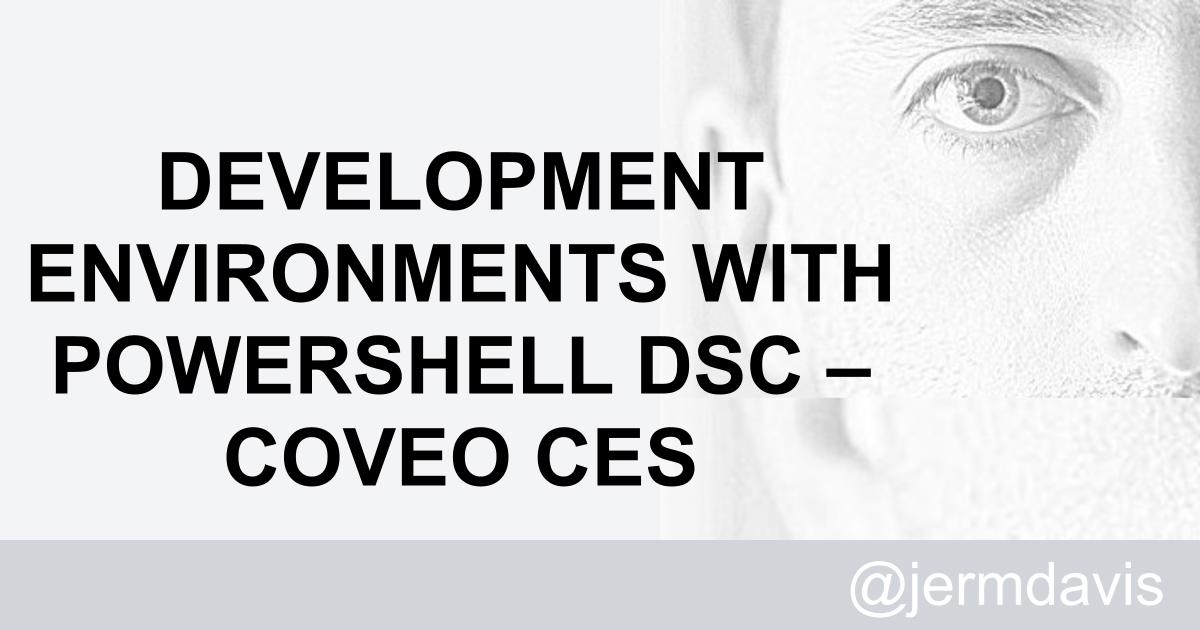 DEVELOPMENT
ENVIRONMENTS WITH
POWERSHELL DSC –
COVEO CES
@jermdavis